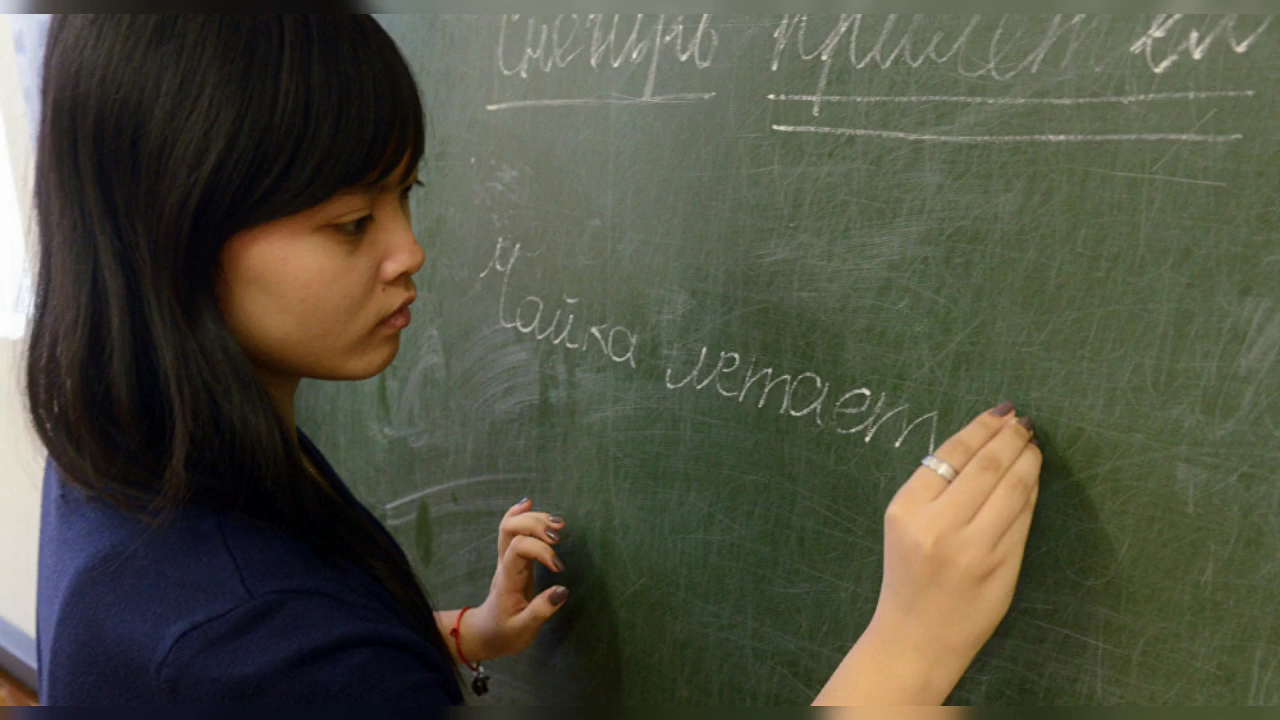 Снегирь прилетел
Чайка летает